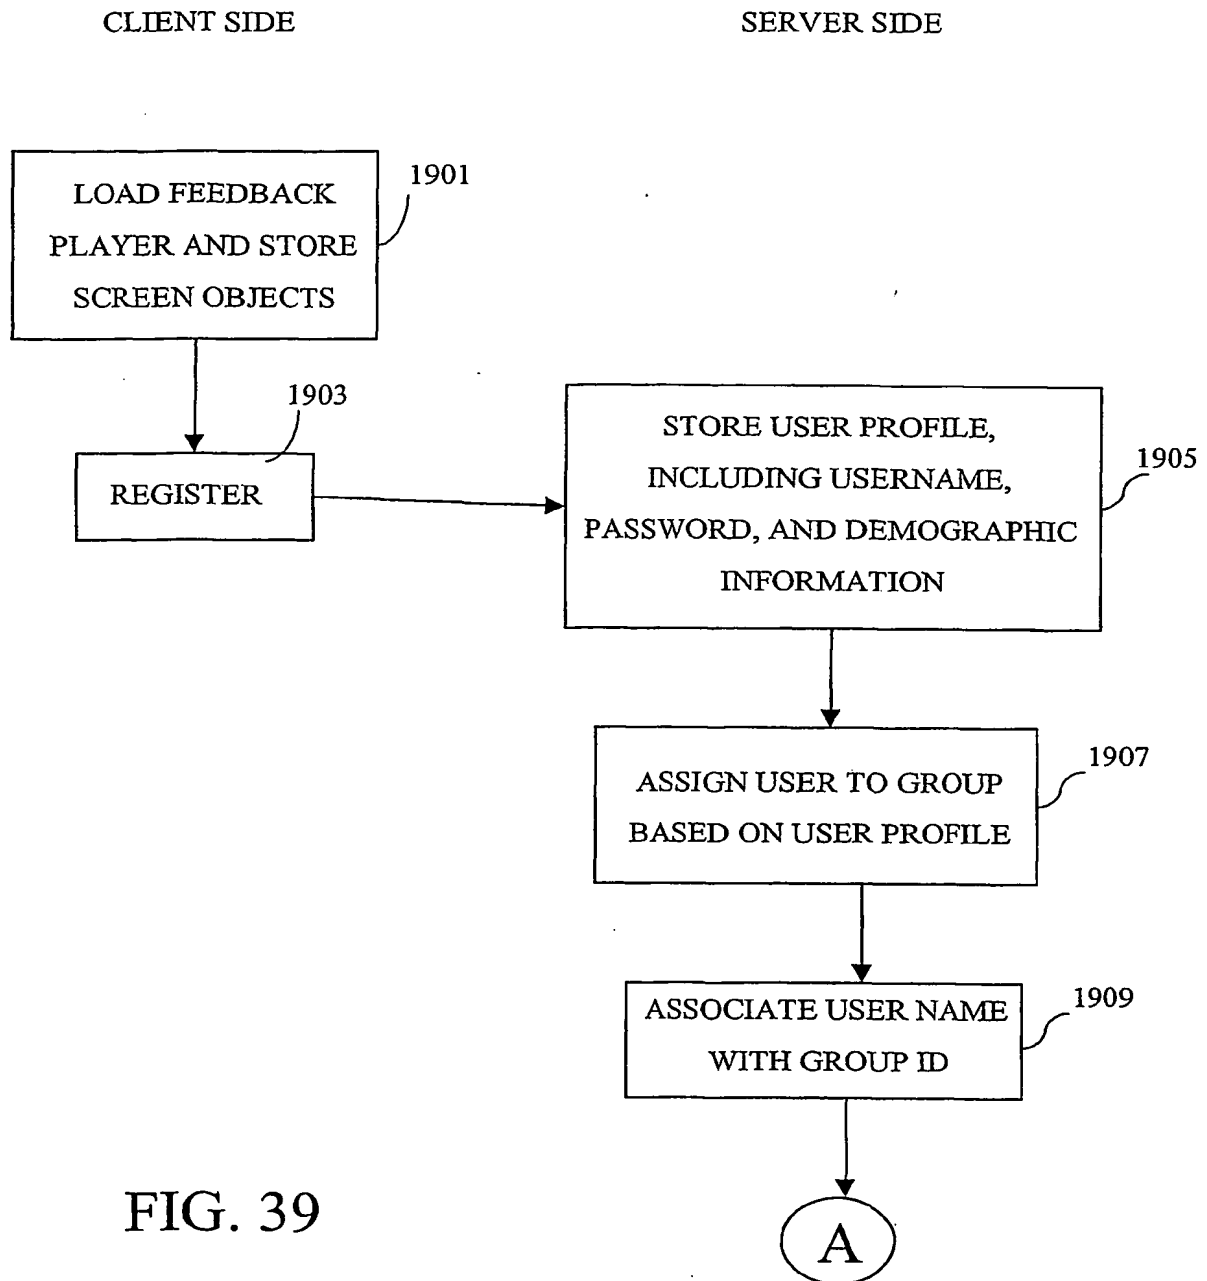 CLIENT SIDE
SERVER SIDE
LOAD FEEDBACK
PLAYER AND STORE
SCREEN OBJECTS
1901
1903
REGISTER
STORE USER PROFILE,
INCLUDING USERNAME,
PASSWORD, AND DEMOGRAPHIC
INFORMATION
1905
ASSIGN USER TO GROUP
BASED ON USER PROFILE
1907
ASSOCIATE USER NAME
WITH GROUP ID
1909
A
FIG. 39